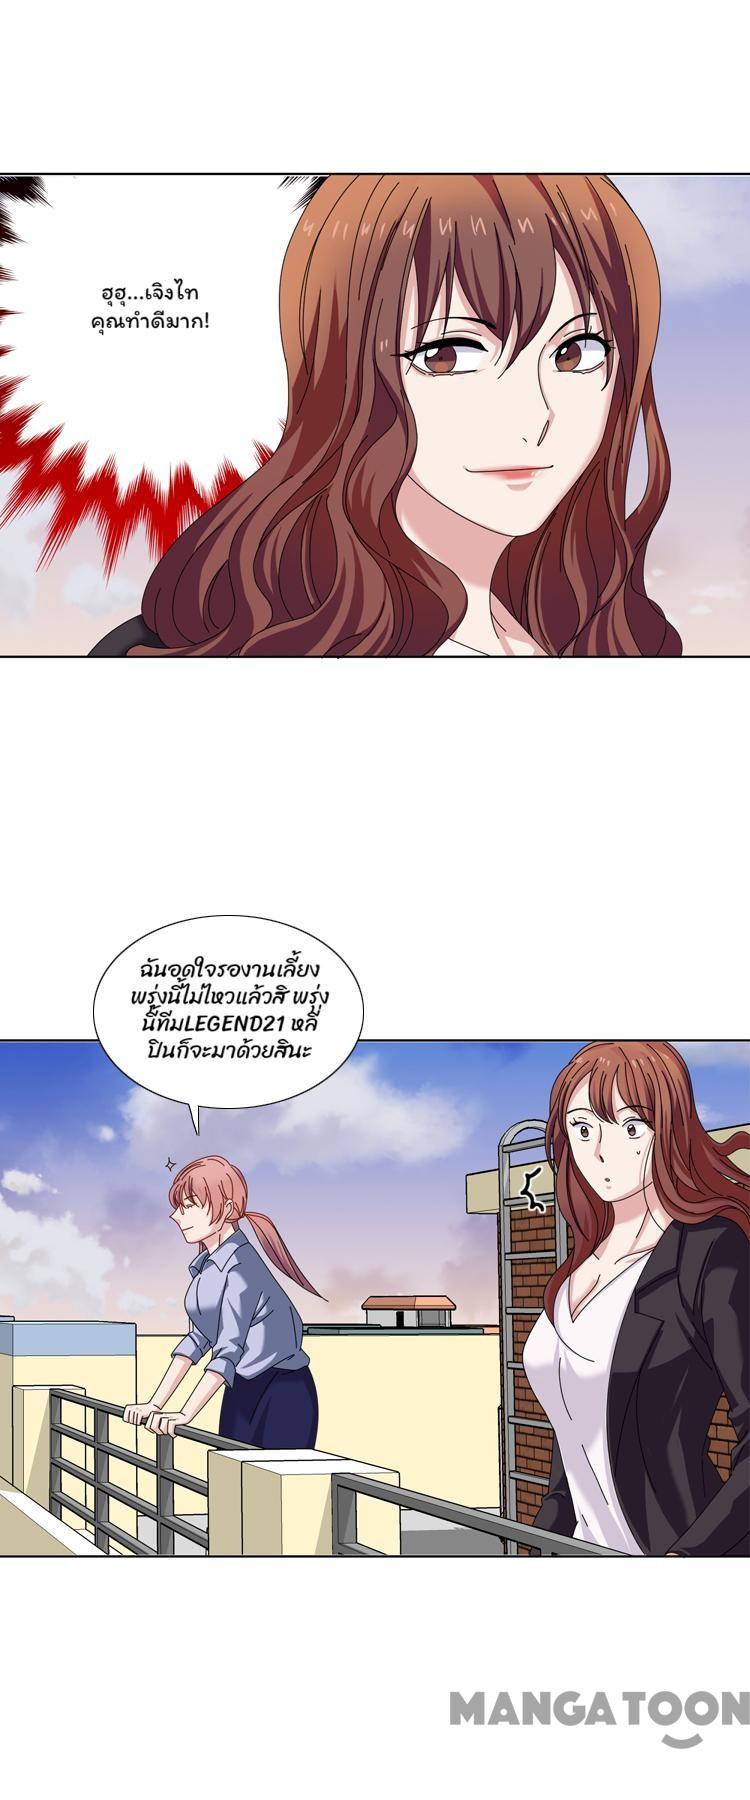 ฮุฮุ...เจิงไท
คุณทำดีมาก!
ฉันอดใจรองานเลี้ยง
พรุ่งนี้ไม่ไหวแล้วสิ พรุ่ง
นี้ทีมLEGEND21 หลี่
ปินก็จะมาด้วยสินะ
MANGATOON